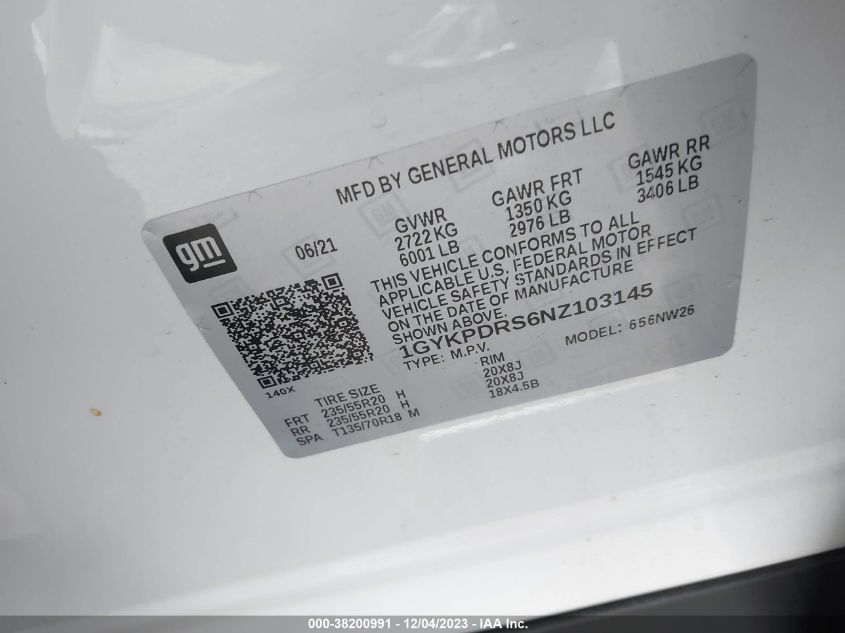 MFD BY GENERAL MOTORS LLC
gm
06/21
GVWR GAWR FRT GAWR RR
2722 KG 1350 KG 1545 KG
6001 LB 2976 LB 3406 LB
THIS VEHICLE CONFORMS TO ALL
APPLICABLE U.S. FEDERAL MOTOR
VEHICLE SAFETY STANDARDS IN EFFECT
ON THE DATE OF MANUFACTURE
SHOWN ABOVE.
1GYKPDRS6NZ103145
TYPE: M.P.V. MODEL: 656NW26
140X
TIRE SIZE RIM
FRT 235/55R20 H 20X8J
RR 235/55R20 H 20X8J
SPA T135/70R18 M 18X4.5B
000-38200991 - 12/04/2023 - IAA Inc.